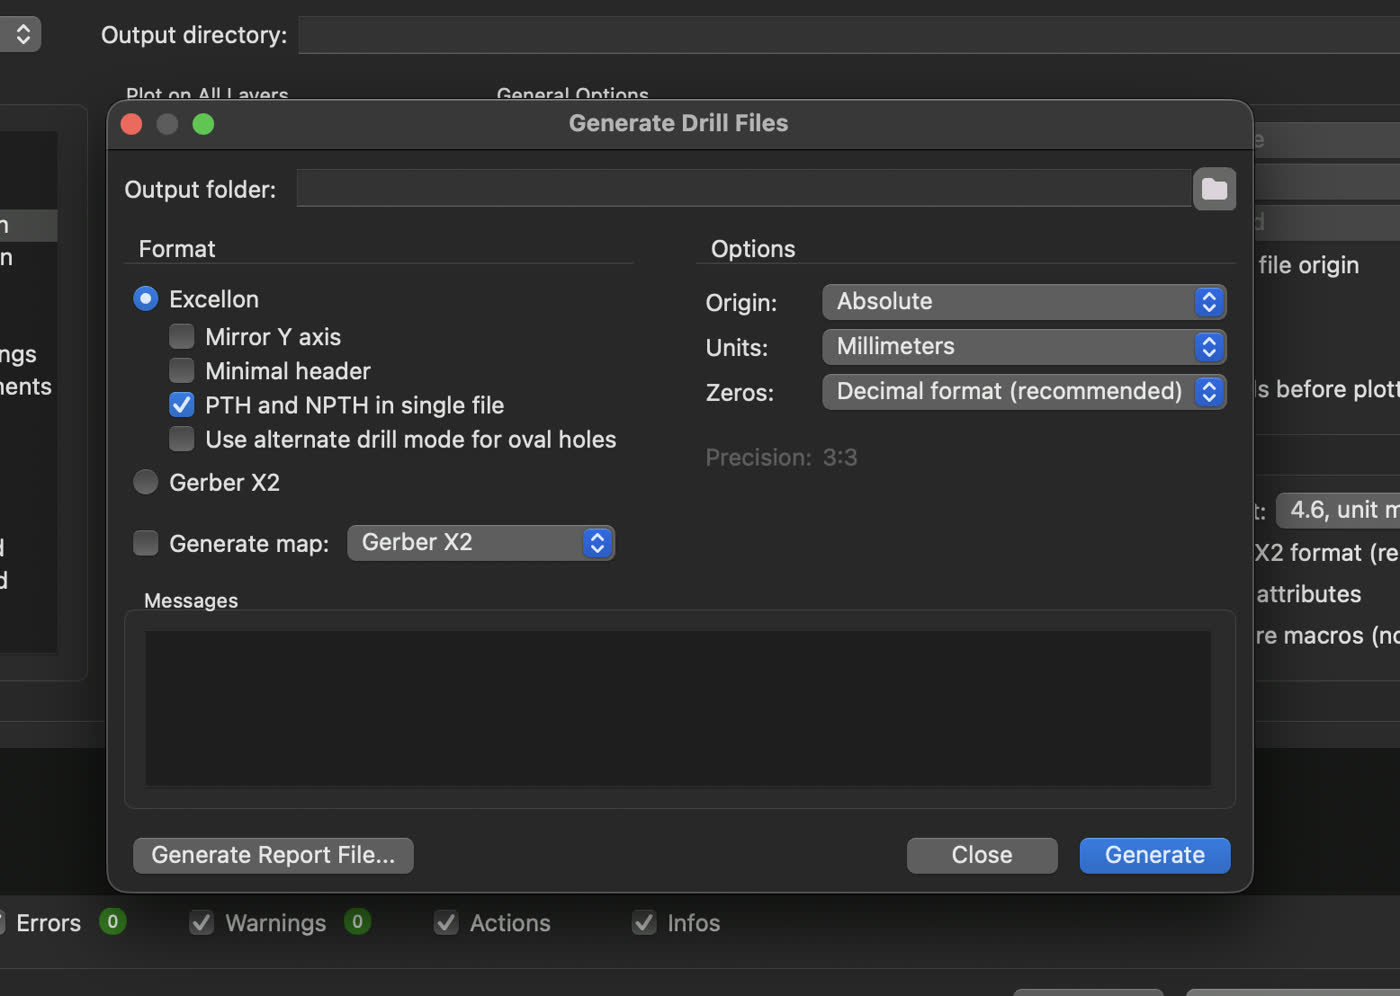 Output directory:
Plot on All Layers
General Options
Generate Drill Files
Output folder:
Format
Options
Excellon
Mirror Y axis
Minimal header
PTH and NPTH in single file
Use alternate drill mode for oval holes
Gerber X2
Generate map: Gerber X2
Origin: Absolute
Units: Millimeters
Zeros: Decimal format (recommended)
Precision: 3:3
Messages
Generate Report File...
Close
Generate
file origin
ngs
nents
s before plott
t: 4.6, unit m
X2 format (re
attributes
re macros (no
Errors 0
Warnings 0
Actions
Infos